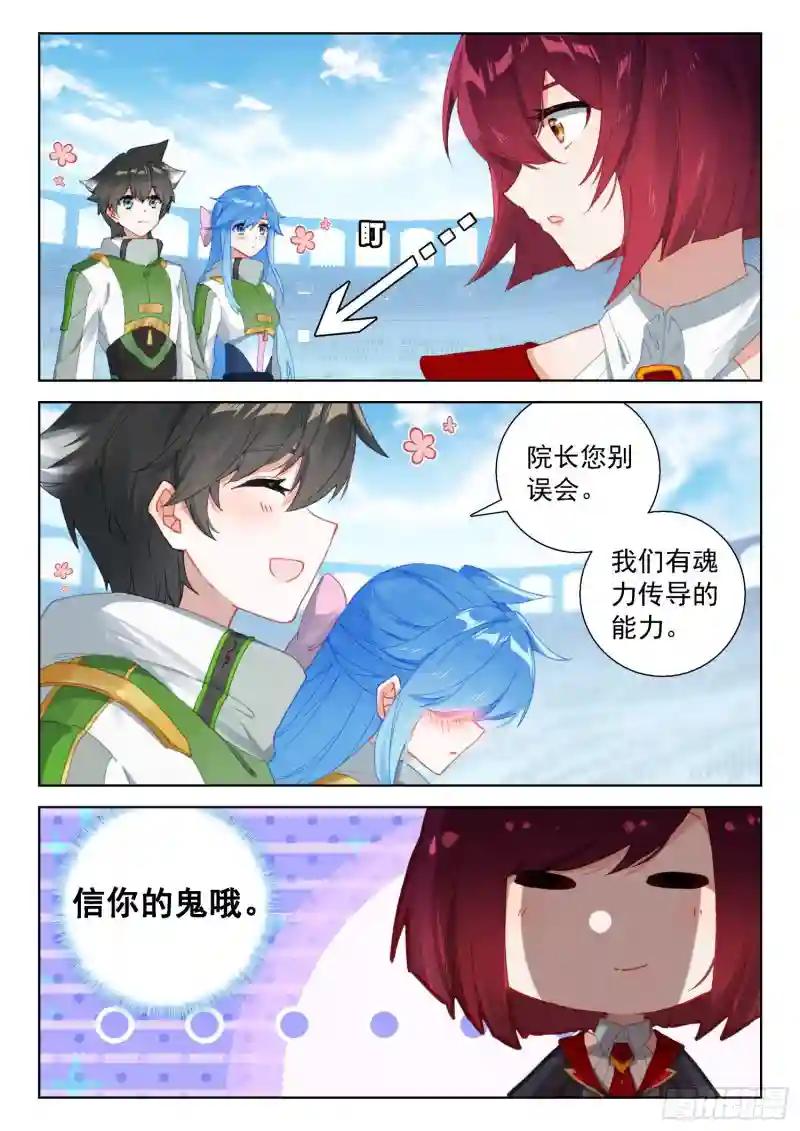 盯
院长您别
误会。
我们有魂
力传导的
能力。
信你的鬼哦。